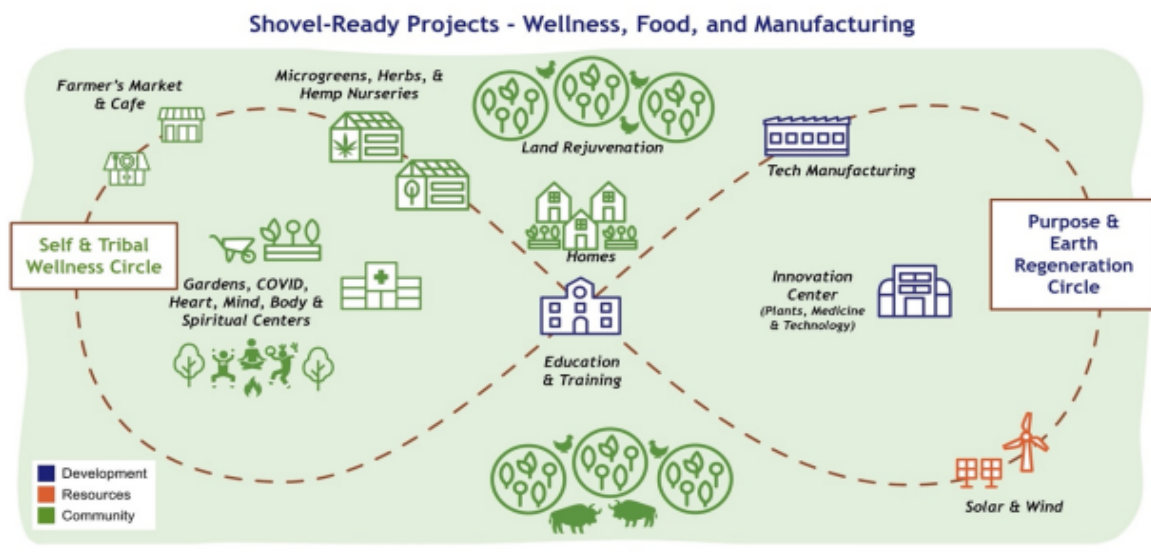 Shovel-Ready Projects - Wellness, Food, and Manufacturing
Farmer's Market
& Cafe
Microgreens, Herbs, &
Hemp Nurseries
Land Rejuvenation
Tech Manufacturing
Self & Tribal
Wellness Circle
Homes
Purpose &
Earth
Regeneration
Circle
Gardens, COVID,
Heart, Mind, Body &
Spiritual Centers
Innovation
Center
(Plants, Medicine
& Technology)
Education
& Training
Development
Resources
Community
Solar & Wind